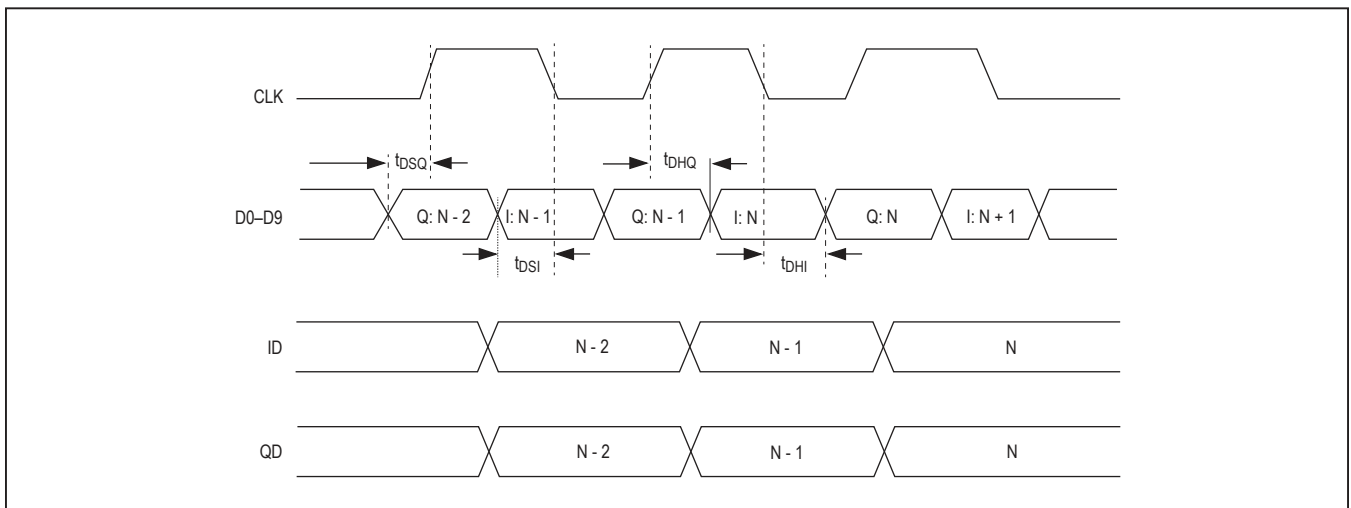 CLK
tDSQ tDHQ
D0–D9 Q: N - 2 I: N - 1 Q: N - 1 I: N Q: N I: N + 1
tDSI tDHI
ID N - 2 N - 1 N
QD N - 2 N - 1 N